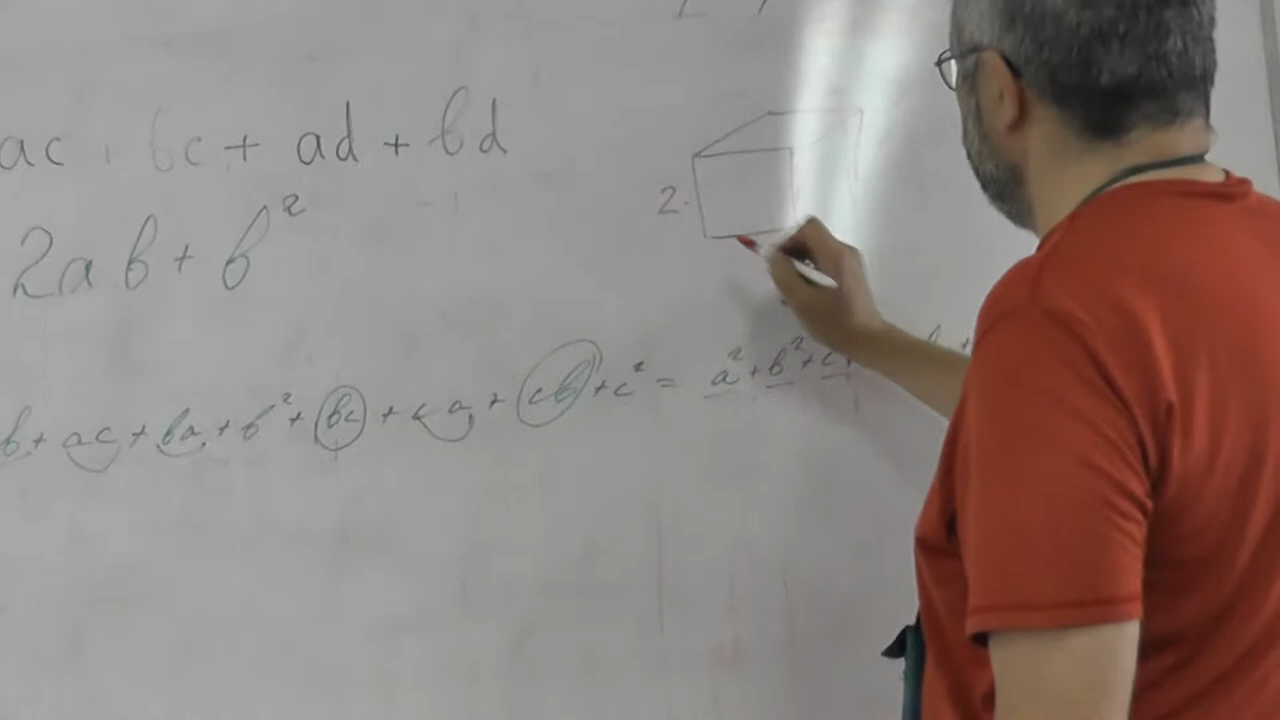 ac + bc + ad + bd
2ab + b²
2.
b + ac + ba + b² + bc + ca + cb + c² = a² + b² + c²